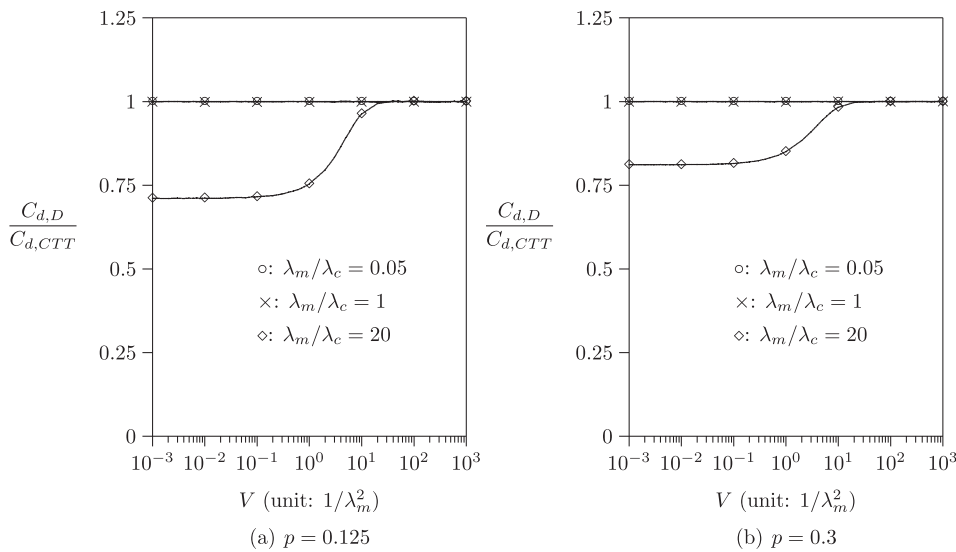 1.25
1
0.75
0.5
0.25
0
C_{d,D}
C_{d,CTT}
○: λ_m/λ_c = 0.05
×: λ_m/λ_c = 1
◇: λ_m/λ_c = 20
10^{−3} 10^{−2} 10^{−1} 10^0 10^1 10^2 10^3
V (unit: 1/λ_m^2)
(a) p = 0.125
1.25
1
0.75
0.5
0.25
0
C_{d,D}
C_{d,CTT}
○: λ_m/λ_c = 0.05
×: λ_m/λ_c = 1
◇: λ_m/λ_c = 20
10^{−3} 10^{−2} 10^{−1} 10^0 10^1 10^2 10^3
V (unit: 1/λ_m^2)
(b) p = 0.3